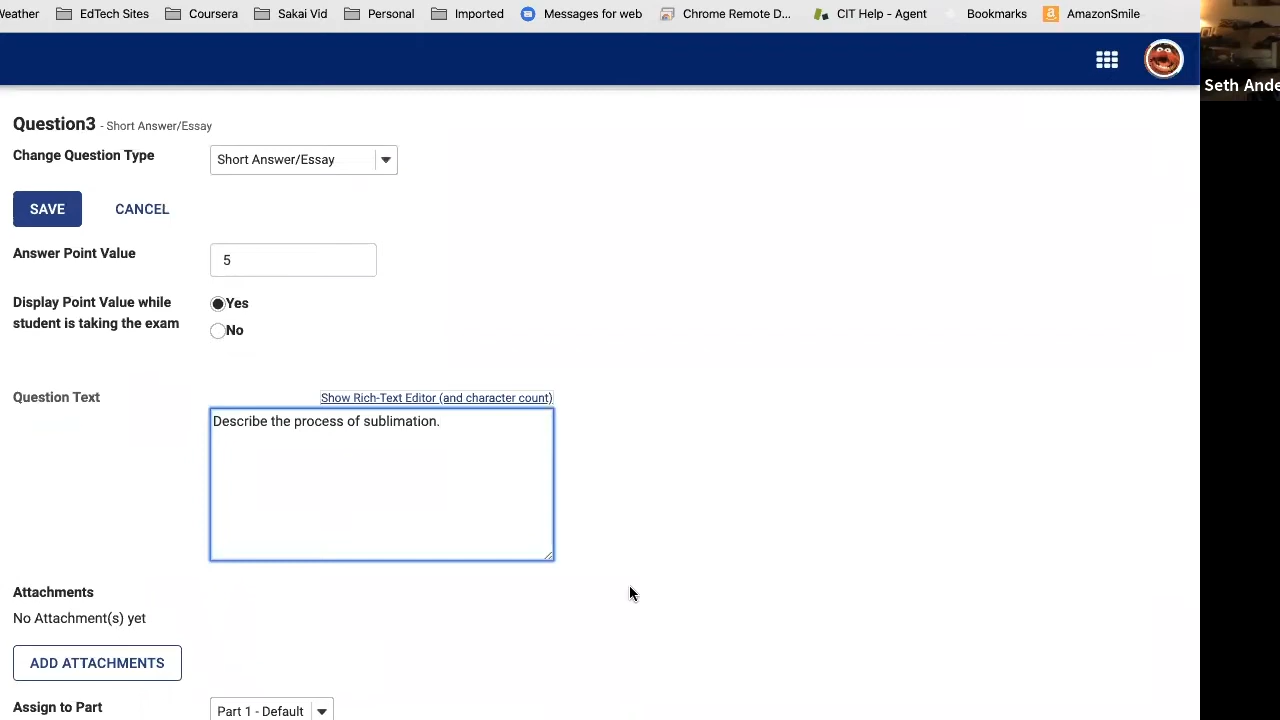 EdTech Sites Coursera Sakai Vid Personal Imported Messages for web Chrome Remote D... CIT Help - Agent Bookmarks AmazonSmile
Seth Ande
Question3 - Short Answer/Essay
Change Question Type Short Answer/Essay
SAVE CANCEL
Answer Point Value 5
Display Point Value while
student is taking the exam
Yes
No
Question Text Show Rich-Text Editor (and character count)
Describe the process of sublimation.
Attachments
No Attachment(s) yet
ADD ATTACHMENTS
Assign to Part Part 1 - Default